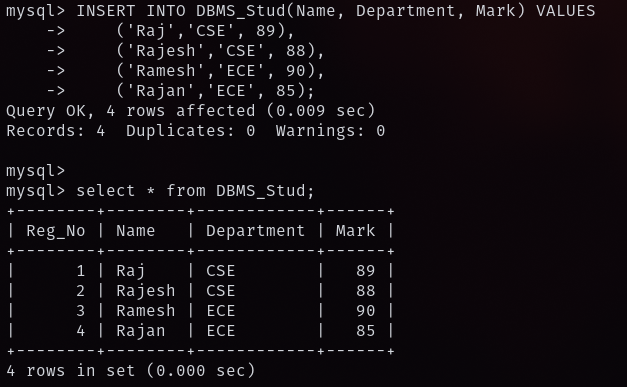 mysql> INSERT INTO DBMS_Stud(Name, Department, Mark) VALUES
    ->     ('Raj','CSE', 89),
    ->     ('Rajesh','CSE', 88),
    ->     ('Ramesh','ECE', 90),
    ->     ('Rajan','ECE', 85);
Query OK, 4 rows affected (0.009 sec)
Records: 4  Duplicates: 0  Warnings: 0

mysql>
mysql> select * from DBMS_Stud;
+--------+--------+------------+------+
| Reg_No | Name   | Department | Mark |
+--------+--------+------------+------+
|      1 | Raj    | CSE        |   89 |
|      2 | Rajesh | CSE        |   88 |
|      3 | Ramesh | ECE        |   90 |
|      4 | Rajan  | ECE        |   85 |
+--------+--------+------------+------+
4 rows in set (0.000 sec)